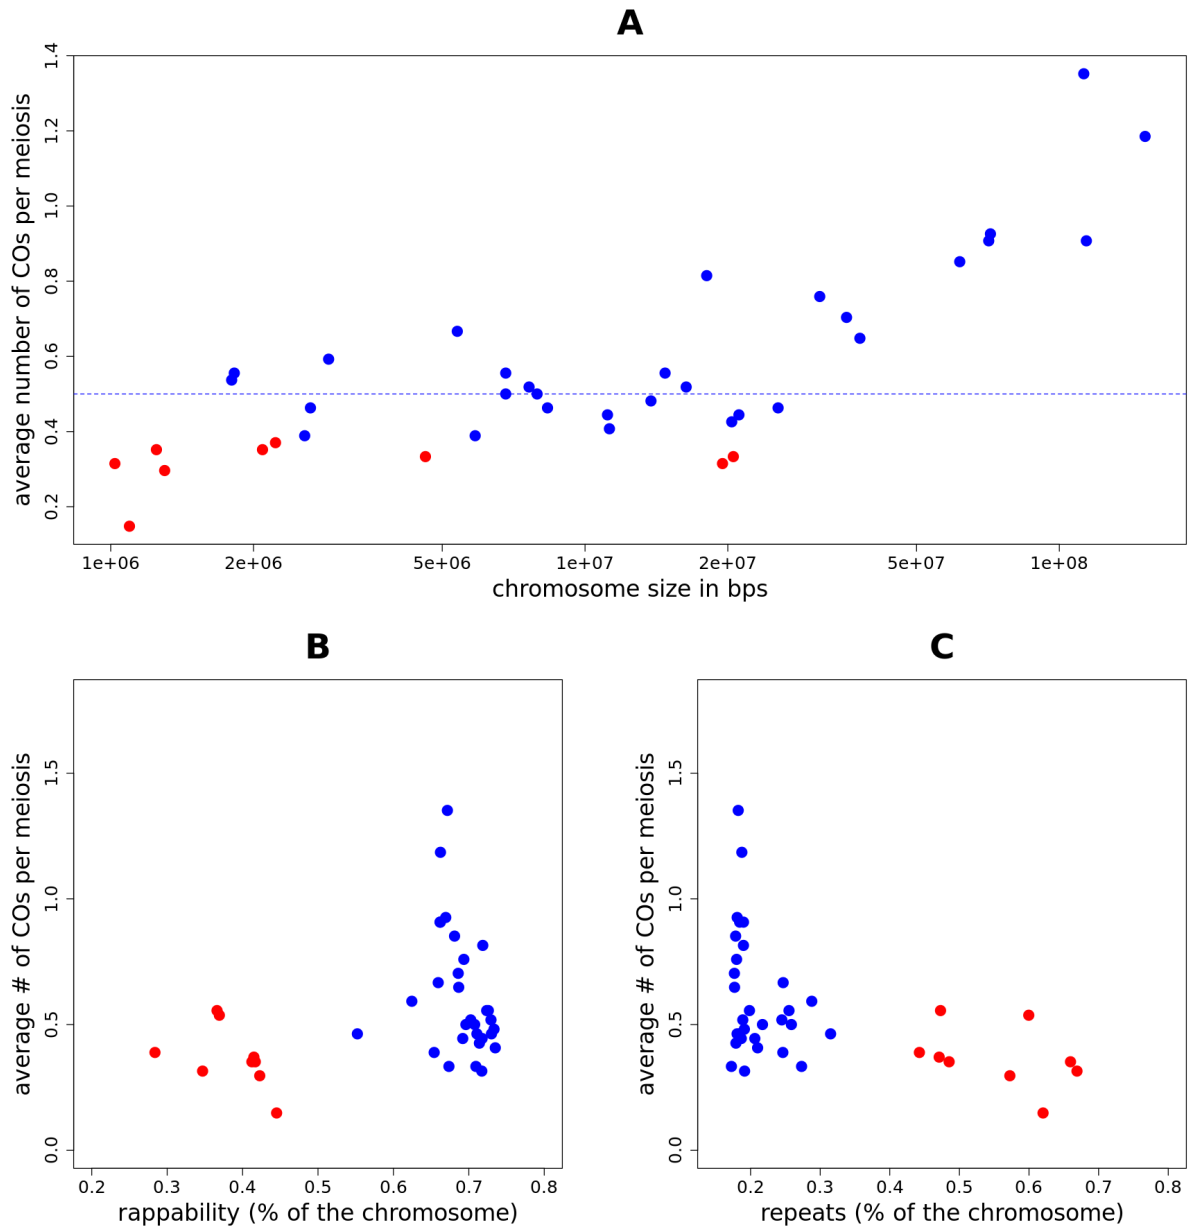 A
average number of COs per meiosis
1.4
1.2
1.0
0.8
0.6
0.4
0.2
1e+06 2e+06 5e+06 1e+07 2e+07 5e+07 1e+08
chromosome size in bps
B
average # of COs per meiosis
1.5
1.0
0.5
0.0
0.2 0.3 0.4 0.5 0.6 0.7 0.8
rappability (% of the chromosome)
C
average # of COs per meiosis
1.5
1.0
0.5
0.0
0.2 0.3 0.4 0.5 0.6 0.7 0.8
repeats (% of the chromosome)